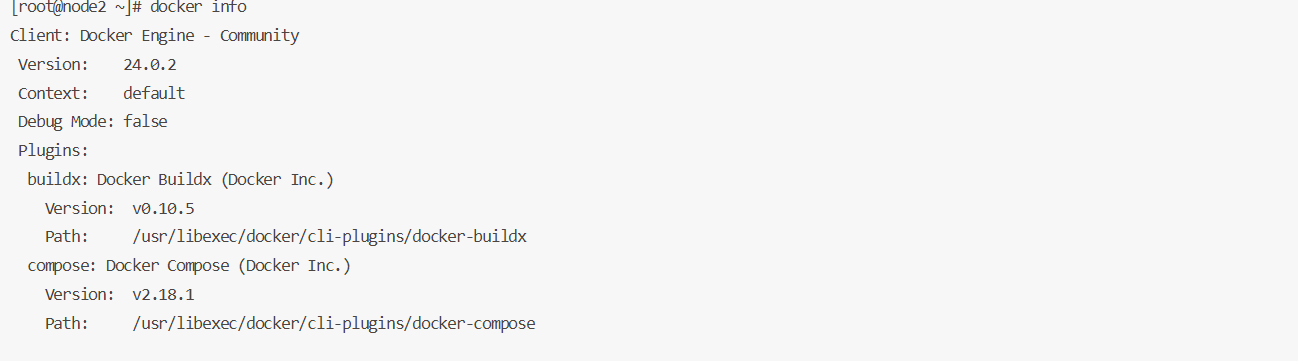 [root@node2 ~]# docker info
Client: Docker Engine - Community
 Version:    24.0.2
 Context:    default
 Debug Mode: false
 Plugins:
  buildx: Docker Buildx (Docker Inc.)
    Version:  v0.10.5
    Path:     /usr/libexec/docker/cli-plugins/docker-buildx
  compose: Docker Compose (Docker Inc.)
    Version:  v2.18.1
    Path:     /usr/libexec/docker/cli-plugins/docker-compose